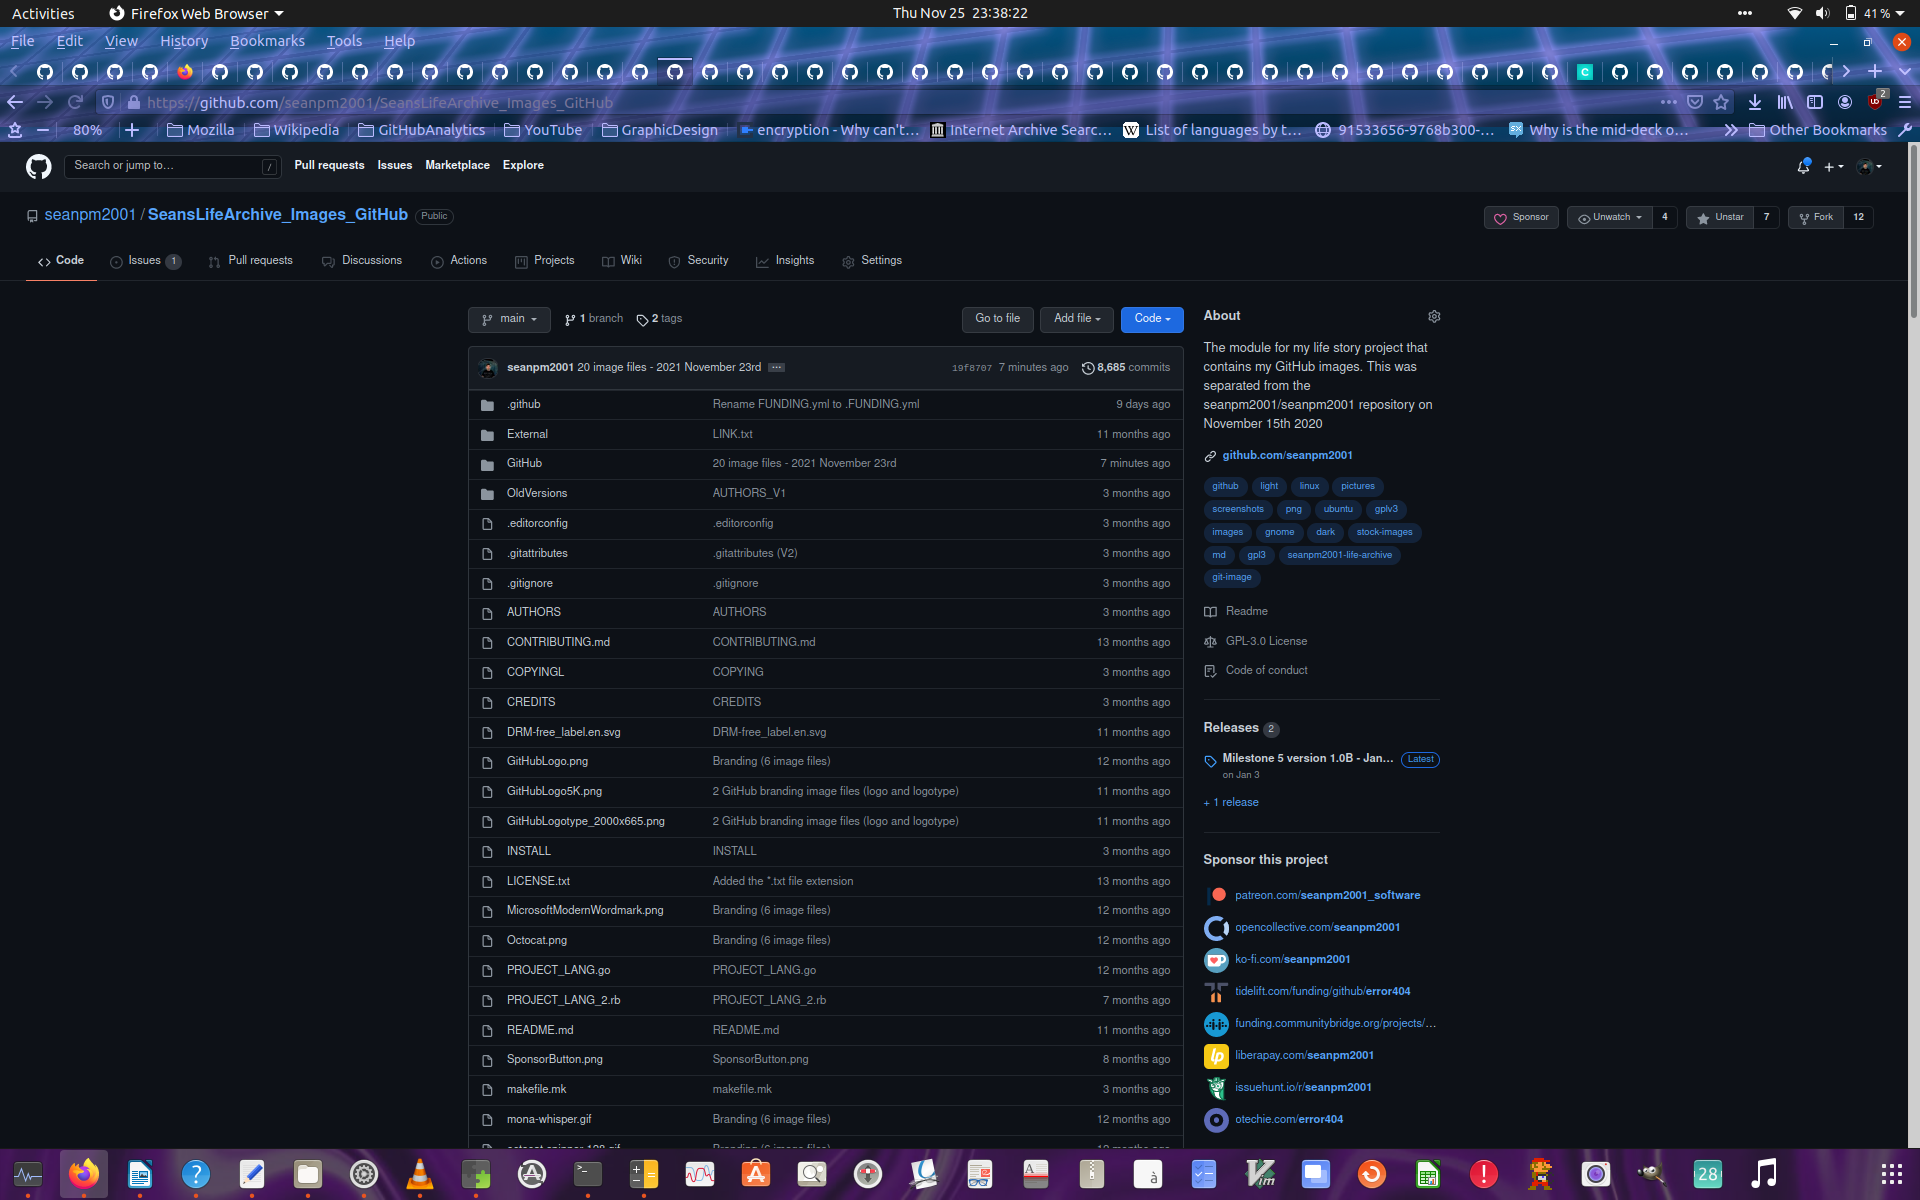 Activities
Firefox Web Browser
Thu Nov 25 23:38:22
41 %
File Edit View History Bookmarks Tools Help
https://github.com/seanpm2001/SeansLifeArchive_Images_GitHub
2
80%
Mozilla
Wikipedia
GitHubAnalytics
YouTube
GraphicDesign
encryption - Why can't...
Internet Archive Searc...
List of languages by t...
91533656-9768b300-...
Why is the mid-deck o...
Other Bookmarks
Search or jump to...
/
Pull requests Issues Marketplace Explore
seanpm2001 / SeansLifeArchive_Images_GitHub Public
Sponsor
Unwatch 4
Unstar 7
Fork 12
Code
Issues 1
Pull requests
Discussions
Actions
Projects
Wiki
Security
Insights
Settings
main
1 branch
2 tags
Go to file
Add file
Code
seanpm2001 20 image files - 2021 November 23rd 19f8707 7 minutes ago 8,685 commits
.github Rename FUNDING.yml to .FUNDING.yml 9 days ago
External LINK.txt 11 months ago
GitHub 20 image files - 2021 November 23rd 7 minutes ago
OldVersions AUTHORS_V1 3 months ago
.editorconfig .editorconfig 3 months ago
.gitattributes .gitattributes (V2) 3 months ago
.gitignore .gitignore 3 months ago
AUTHORS AUTHORS 3 months ago
CONTRIBUTING.md CONTRIBUTING.md 13 months ago
COPYINGL COPYING 3 months ago
CREDITS CREDITS 3 months ago
DRM-free_label.en.svg DRM-free_label.en.svg 11 months ago
GitHubLogo.png Branding (6 image files) 12 months ago
GitHubLogo5K.png 2 GitHub branding image files (logo and logotype) 11 months ago
GitHubLogotype_2000x665.png 2 GitHub branding image files (logo and logotype) 11 months ago
INSTALL INSTALL 3 months ago
LICENSE.txt Added the *.txt file extension 13 months ago
MicrosoftModernWordmark.png Branding (6 image files) 12 months ago
Octocat.png Branding (6 image files) 12 months ago
PROJECT_LANG.go PROJECT_LANG.go 12 months ago
PROJECT_LANG_2.rb PROJECT_LANG_2.rb 7 months ago
README.md README.md 11 months ago
SponsorButton.png SponsorButton.png 8 months ago
makefile.mk makefile.mk 3 months ago
mona-whisper.gif Branding (6 image files) 12 months ago
About
The module for my life story project that
contains my GitHub images. This was
separated from the
seanpm2001/seanpm2001 repository on
November 15th 2020
github.com/seanpm2001
github light linux pictures
screenshots png ubuntu gplv3
images gnome dark stock-images
md gpl3 seanpm2001-life-archive
git-image
Readme
GPL-3.0 License
Code of conduct
Releases 2
Milestone 5 version 1.0B - Jan... Latest
on Jan 3
+ 1 release
Sponsor this project
patreon.com/seanpm2001_software
opencollective.com/seanpm2001
ko-fi.com/seanpm2001
tidelift.com/funding/github/error404
funding.communitybridge.org/projects/...
liberapay.com/seanpm2001
issuehunt.io/r/seanpm2001
otechie.com/error404
28